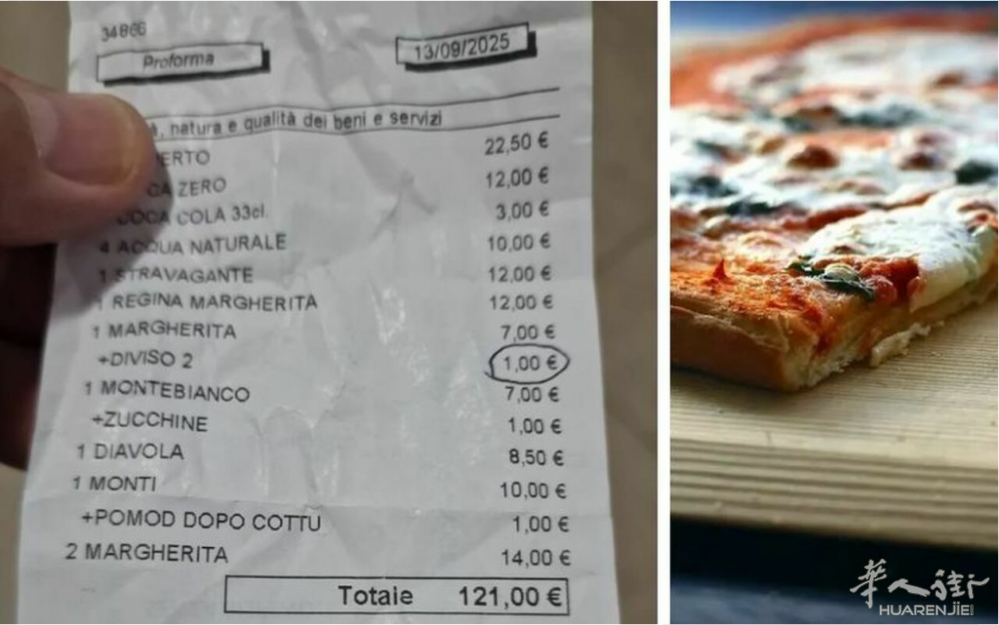 34866
Proforma
13/09/2025
natura e qualità dei beni e servizi
ERTO 22,50 €
CA ZERO 12,00 €
COCA COLA 33cl. 3,00 €
4 ACQUA NATURALE 10,00 €
1 STRAVAGANTE 12,00 €
1 REGINA MARGHERITA 12,00 €
1 MARGHERITA 7,00 €
+DIVISO 2 1,00 €
1 MONTEBIANCO 7,00 €
+ZUCCHINE 1,00 €
1 DIAVOLA 8,50 €
1 MONTI 10,00 €
+POMOD DOPO COTTU 1,00 €
2 MARGHERITA 14,00 €
Totale 121,00 €
華人街
HUARENJIE